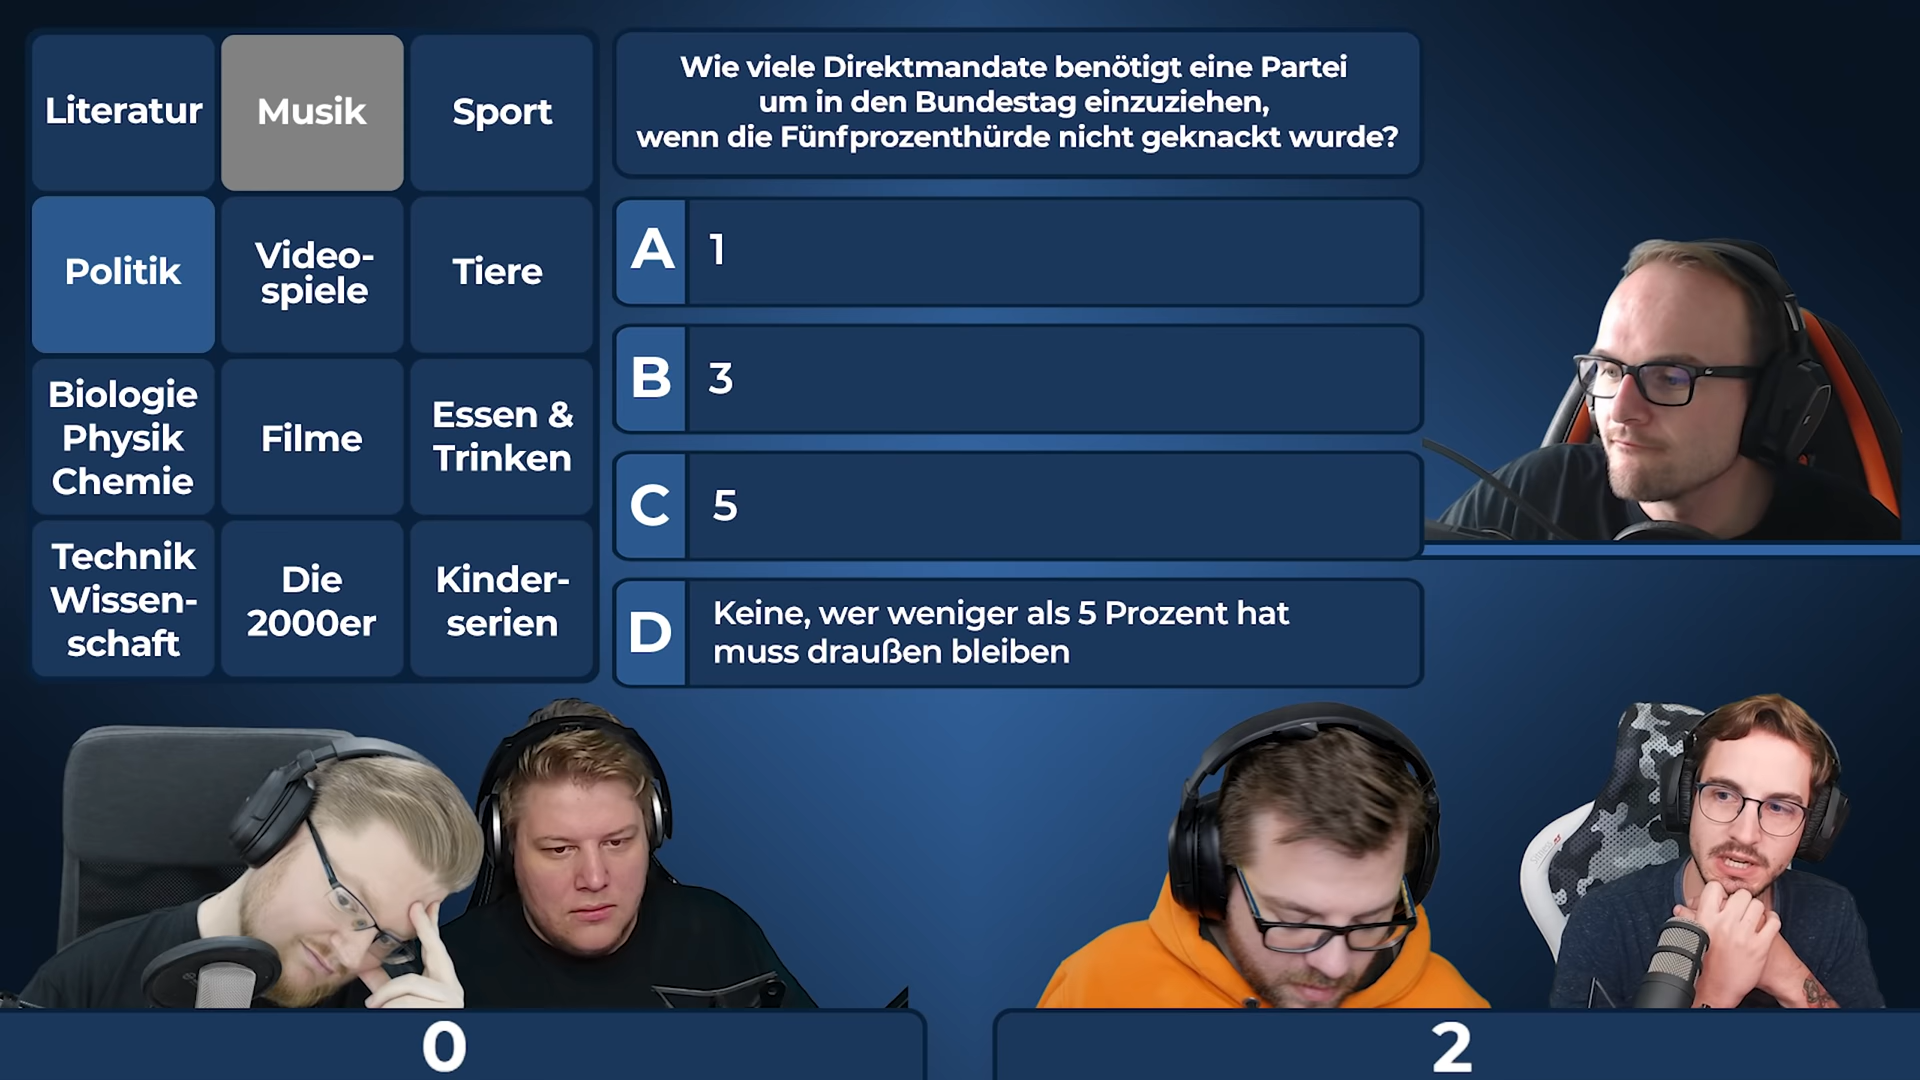 Literatur
Musik
Sport
Politik
Video-
spiele
Tiere
Biologie
Physik
Chemie
Filme
Essen &
Trinken
Technik
Wissen-
schaft
Die
2000er
Kinder-
serien
Wie viele Direktmandate benötigt eine Partei
um in den Bundestag einzuziehen,
wenn die Fünfprozenthürde nicht geknackt wurde?
A 1
B 3
C 5
D Keine, wer weniger als 5 Prozent hat
muss draußen bleiben
0
2